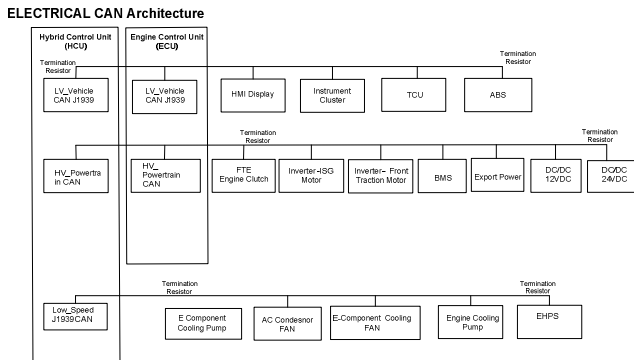 ELECTRICAL CAN Architecture
Hybrid Control Unit
(HCU)
Engine Control Unit
(ECU)
Termination
Resistor
Termination
Resistor
LV_Vehicle
CAN J1939
LV_Vehicle
CAN J1939
HMI Display
Instrument
Cluster
TCU
ABS
Termination
Resistor
Termination
Resistor
HV_Powertra
in CAN
HV_
Powertrain
CAN
FTE
Engine Clutch
Inverter-ISG
Motor
Inverter– Front
Traction Motor
BMS
Export Power
DC/DC
12VDC
DC/DC
24VDC
Termination
Resistor
Termination
Resistor
Low_Speed
J1939CAN
E Component
Cooling Pump
AC Condesnor
FAN
E-Component Cooling
FAN
Engine Cooling
Pump
EHPS